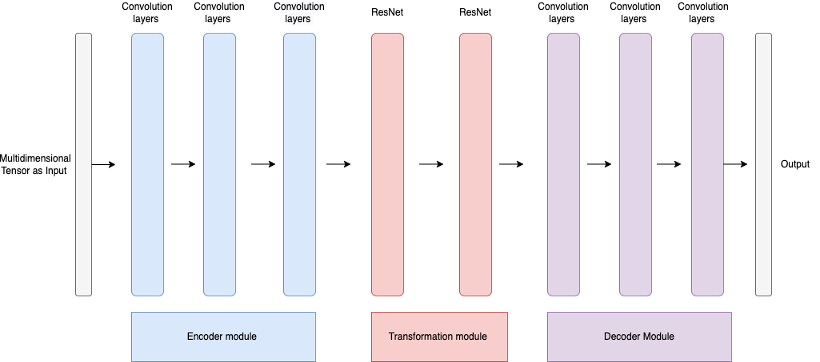 Convolution
layers
Convolution
layers
Convolution
layers
ResNet
ResNet
Convolution
layers
Convolution
layers
Convolution
layers
Multidimensional
Tensor as Input
Output
Encoder module
Transformation module
Decoder Module